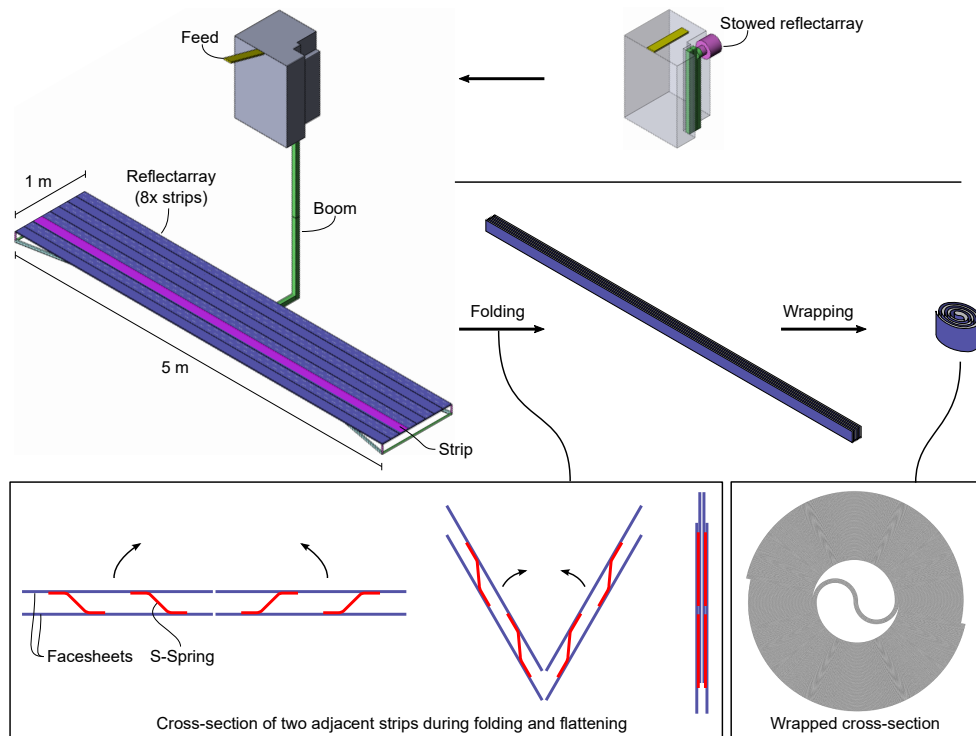 Feed
Stowed reflectarray
1 m
Reflectarray
(8x strips)
Boom
Folding
Wrapping
5 m
Strip
Facesheets
S-Spring
Cross-section of two adjacent strips during folding and flattening
Wrapped cross-section